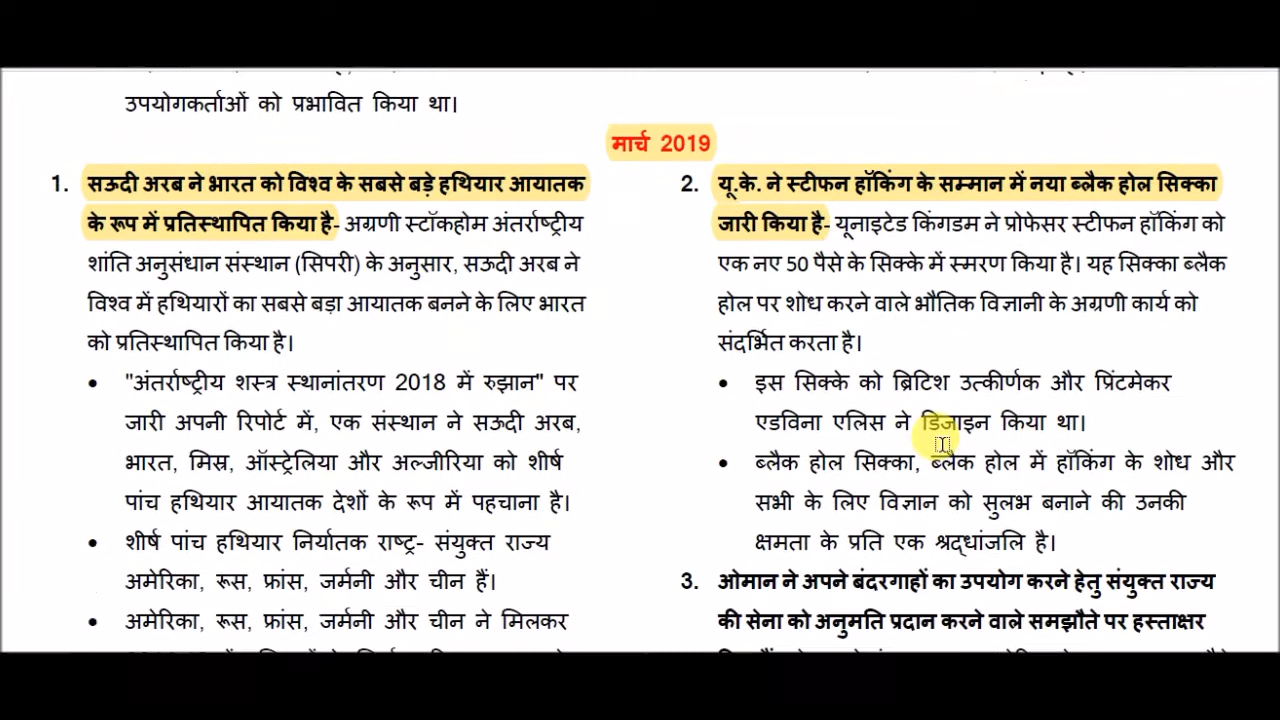 उपयोगकर्ताओं को प्रभावित किया था।
मार्च 2019
1. सऊदी अरब ने भारत को विश्व के सबसे बड़े हथियार आयातक
के रूप में प्रतिस्थापित किया है- अग्रणी स्टॉकहोम अंतर्राष्ट्रीय
शांति अनुसंधान संस्थान (सिपरी) के अनुसार, सऊदी अरब ने
विश्व में हथियारों का सबसे बड़ा आयातक बनने के लिए भारत
को प्रतिस्थापित किया है।
• "अंतर्राष्ट्रीय शस्त्र स्थानांतरण 2018 में रुझान" पर
जारी अपनी रिपोर्ट में, एक संस्थान ने सऊदी अरब,
भारत, मिस्र, ऑस्ट्रेलिया और अल्जीरिया को शीर्ष
पांच हथियार आयातक देशों के रूप में पहचाना है।
• शीर्ष पांच हथियार निर्यातक राष्ट्र- संयुक्त राज्य
अमेरिका, रूस, फ्रांस, जर्मनी और चीन हैं।
• अमेरिका, रूस, फ्रांस, जर्मनी और चीन ने मिलकर
2. यू.के. ने स्टीफन हॉकिंग के सम्मान में नया ब्लैक होल सिक्का
जारी किया है- यूनाइटेड किंगडम ने प्रोफेसर स्टीफन हॉकिंग को
एक नए 50 पैसे के सिक्के में स्मरण किया है। यह सिक्का ब्लैक
होल पर शोध करने वाले भौतिक विज्ञानी के अग्रणी कार्य को
संदर्भित करता है।
• इस सिक्के को ब्रिटिश उत्कीर्णक और प्रिंटमेकर
एडविना एलिस ने डिजाइन किया था।
• ब्लैक होल सिक्का, ब्लैक होल में हॉकिंग के शोध और
सभी के लिए विज्ञान को सुलभ बनाने की उनकी
क्षमता के प्रति एक श्रद्धांजलि है।
3. ओमान ने अपने बंदरगाहों का उपयोग करने हेतु संयुक्त राज्य
की सेना को अनुमति प्रदान करने वाले समझौते पर हस्ताक्षर